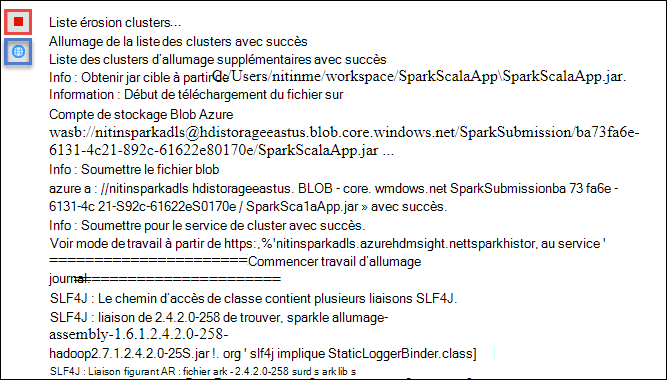 Liste érosion clusters...
Allumage de la liste des clusters avec succès
Liste des clusters d'allumage supplémentaires avec succès
Info : Obtenir jar cible à partir de C:/Users/nitinme/workspace/SparkScalaApp\SparkScalaApp.jar.
Information : Début de téléchargement du fichier sur
Compte de stockage Blob Azure
wasb://nitinsparkadls@hdistorageeastus.blob.core.windows.net/SparkSubmission/ba73fa6e-
6131-4c21-892c-61622e80170e/SparkScalaApp.jar ...
Info : Soumettre le fichier blob
azure a : //nitinsparkadls hdistorageeastus. BLOB - core. wmdows.net SparkSubmissionba 73 fa6e -
6131-4c 21-S92c-61622eS0170e / SparkSca1aApp.jar » avec succès.
Info : Soumettre pour le service de cluster avec succès.
Voir mode de travail à partir de https:,%'nitinsparkadls.azurehdmsight.nettsparkhistor, au service '
======================Commencer travail d'allumage
journal.=======================
SLF4J : Le chemin d'accès de classe contient plusieurs liaisons SLF4J.
SLF4J : liaison de 2.4.2.0-258 de trouver, sparkle allumage-
assembly-1.6.1.2.4.2.0-258-
hadoop2.7.1.2.4.2.0-25S.jar !. org ' slf4j implique StaticLoggerBinder.class]
SLF4J : Liaison figurant AR : fichier ark - 2.4.2.0-258 surd s ark lib s